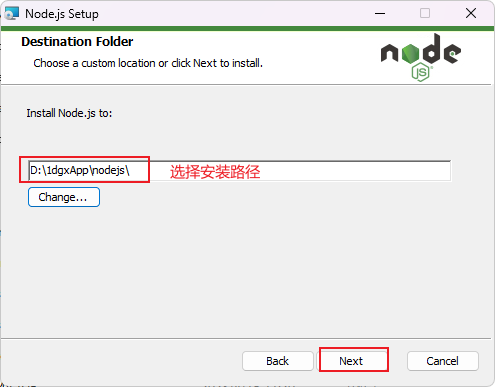 Node.js Setup
Destination Folder
Choose a custom location or click Next to install.
node
JS
Install Node.js to:
D:\1dgxApp\nodejs\ 选择安装路径
Change...
Back Next Cancel